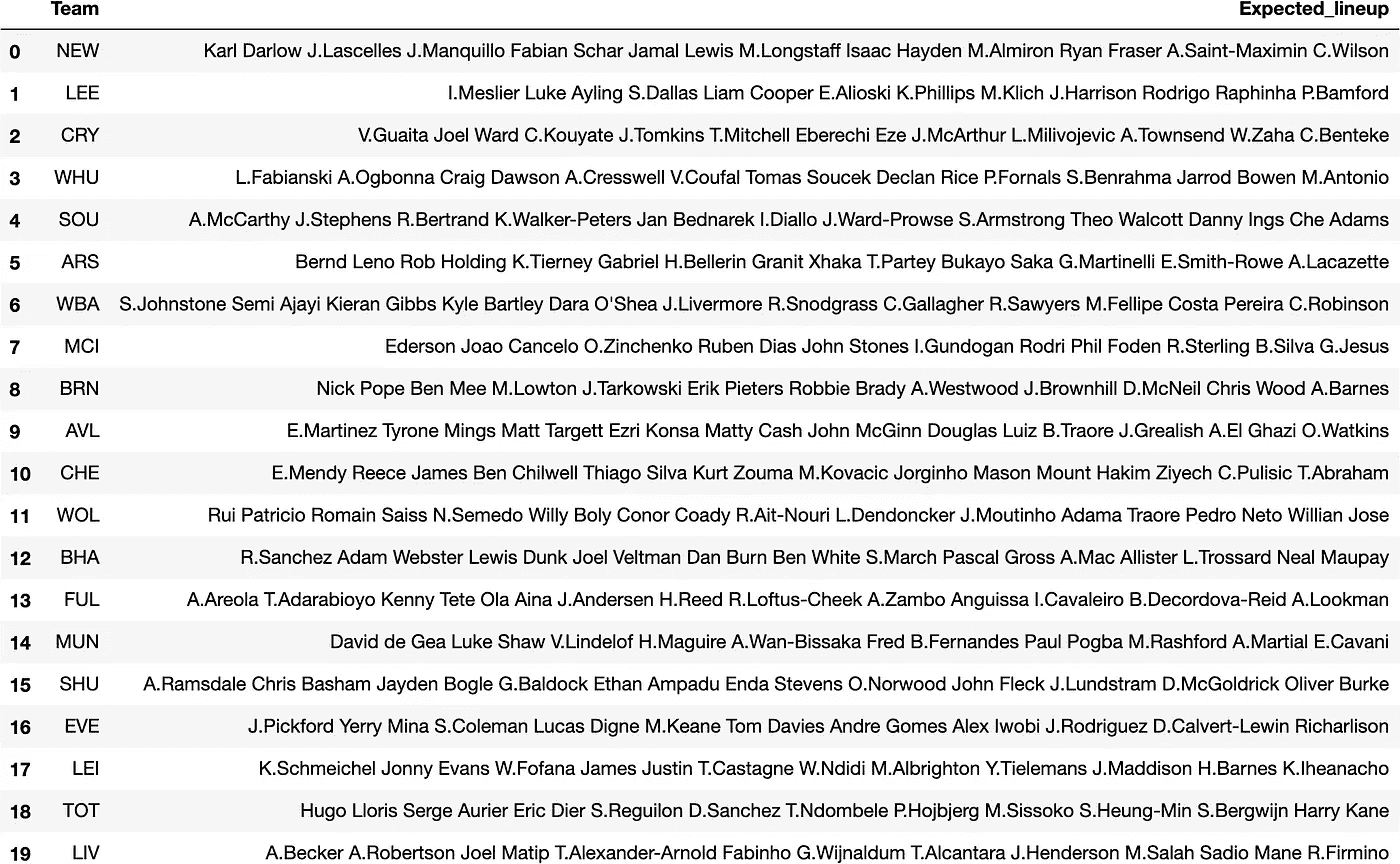 Team Expected_lineup
0 NEW Karl Darlow J.Lascelles J.Manquillo Fabian Schar Jamal Lewis M.Longstaff Isaac Hayden M.Almiron Ryan Fraser A.Saint-Maximin C.Wilson
1 LEE I.Meslier Luke Ayling S.Dallas Liam Cooper E.Alioski K.Phillips M.Klich J.Harrison Rodrigo Raphinha P.Bamford
2 CRY V.Guaita Joel Ward C.Kouyate J.Tomkins T.Mitchell Eberechi Eze J.McArthur L.Milivojevic A.Townsend W.Zaha C.Benteke
3 WHU L.Fabianski A.Ogbonna Craig Dawson A.Cresswell V.Coufal Tomas Soucek Declan Rice P.Fornals S.Benrahma Jarrod Bowen M.Antonio
4 SOU A.McCarthy J.Stephens R.Bertrand K.Walker-Peters Jan Bednarek I.Diallo J.Ward-Prowse S.Armstrong Theo Walcott Danny Ings Che Adams
5 ARS Bernd Leno Rob Holding K.Tierney Gabriel H.Bellerin Granit Xhaka T.Partey Bukayo Saka G.Martinelli E.Smith-Rowe A.Lacazette
6 WBA S.Johnstone Semi Ajayi Kieran Gibbs Kyle Bartley Dara O'Shea J.Livermore R.Snodgrass C.Gallagher R.Sawyers M.Fellipe Costa Pereira C.Robinson
7 MCI Ederson Joao Cancelo O.Zinchenko Ruben Dias John Stones I.Gundogan Rodri Phil Foden R.Sterling B.Silva G.Jesus
8 BRN Nick Pope Ben Mee M.Lowton J.Tarkowski Erik Pieters Robbie Brady A.Westwood J.Brownhill D.McNeil Chris Wood A.Barnes
9 AVL E.Martinez Tyrone Mings Matt Targett Ezri Konsa Matty Cash John McGinn Douglas Luiz B.Traore J.Grealish A.El Ghazi O.Watkins
10 CHE E.Mendy Reece James Ben Chilwell Thiago Silva Kurt Zouma M.Kovacic Jorginho Mason Mount Hakim Ziyech C.Pulisic T.Abraham
11 WOL Rui Patricio Romain Saiss N.Semedo Willy Boly Conor Coady R.Ait-Nouri L.Dendoncker J.Moutinho Adama Traore Pedro Neto Willian Jose
12 BHA R.Sanchez Adam Webster Lewis Dunk Joel Veltman Dan Burn Ben White S.March Pascal Gross A.Mac Allister L.Trossard Neal Maupay
13 FUL A.Areola T.Adarabioyo Kenny Tete Ola Aina J.Andersen H.Reed R.Loftus-Cheek A.Zambo Anguissa I.Cavaleiro B.Decordova-Reid A.Lookman
14 MUN David de Gea Luke Shaw V.Lindelof H.Maguire A.Wan-Bissaka Fred B.Fernandes Paul Pogba M.Rashford A.Martial E.Cavani
15 SHU A.Ramsdale Chris Basham Jayden Bogle G.Baldock Ethan Ampadu Enda Stevens O.Norwood John Fleck J.Lundstram D.McGoldrick Oliver Burke
16 EVE J.Pickford Yerry Mina S.Coleman Lucas Digne M.Keane Tom Davies Andre Gomes Alex Iwobi J.Rodriguez D.Calvert-Lewin Richarlison
17 LEI K.Schmeichel Jonny Evans W.Fofana James Justin T.Castagne W.Ndidi M.Albrighton Y.Tielemans J.Maddison H.Barnes K.Iheanacho
18 TOT Hugo Lloris Serge Aurier Eric Dier S.Reguilon D.Sanchez T.Ndombele P.Hojbjerg M.Sissoko S.Heung-Min S.Bergwijn Harry Kane
19 LIV A.Becker A.Robertson Joel Matip T.Alexander-Arnold Fabinho G.Wijnaldum T.Alcantara J.Henderson M.Salah Sadio Mane R.Firmino